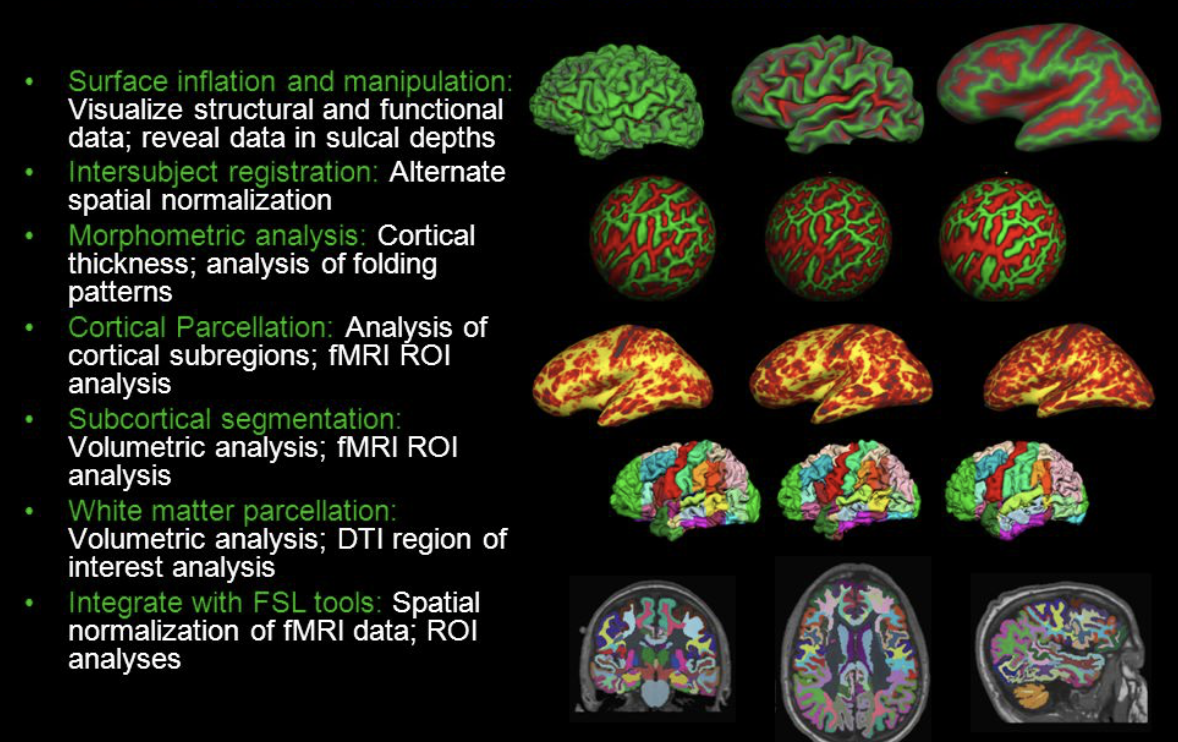 • Surface inflation and manipulation:
Visualize structural and functional
data; reveal data in sulcal depths
• Intersubject registration: Alternate
spatial normalization
• Morphometric analysis: Cortical
thickness; analysis of folding
patterns
• Cortical Parcellation: Analysis of
cortical subregions; fMRI ROI
analysis
• Subcortical segmentation:
Volumetric analysis; fMRI ROI
analysis
• White matter parcellation:
Volumetric analysis; DTI region of
interest analysis
• Integrate with FSL tools: Spatial
normalization of fMRI data; ROI
analyses